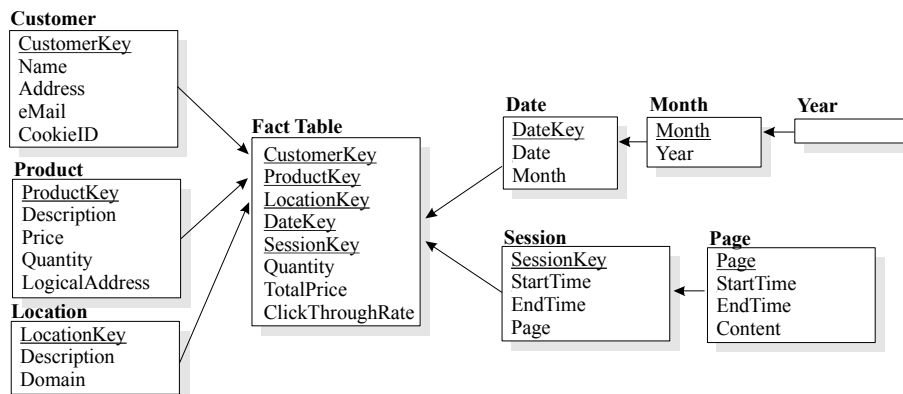 Customer
CustomerKey
Name
Address
eMail
CookieID
Product
ProductKey
Description
Price
Quantity
LogicalAddress
Location
LocationKey
Description
Domain
Fact Table
CustomerKey
ProductKey
LocationKey
DateKey
SessionKey
Quantity
TotalPrice
ClickThroughRate
Date
DateKey
Date
Month
Month
Month
Year
Year
Session
SessionKey
StartTime
EndTime
Page
Page
Page
StartTime
EndTime
Content